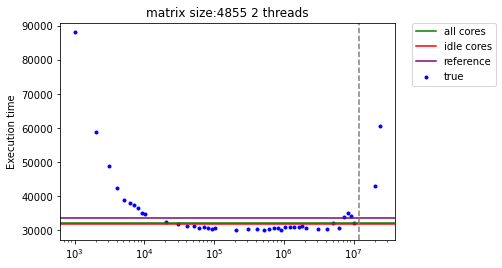 matrix size:4855 2 threads
90000
80000
70000
60000
50000
40000
30000
Execution time
10³
10⁴
10⁵
10⁶
10⁷
all cores
idle cores
reference
true